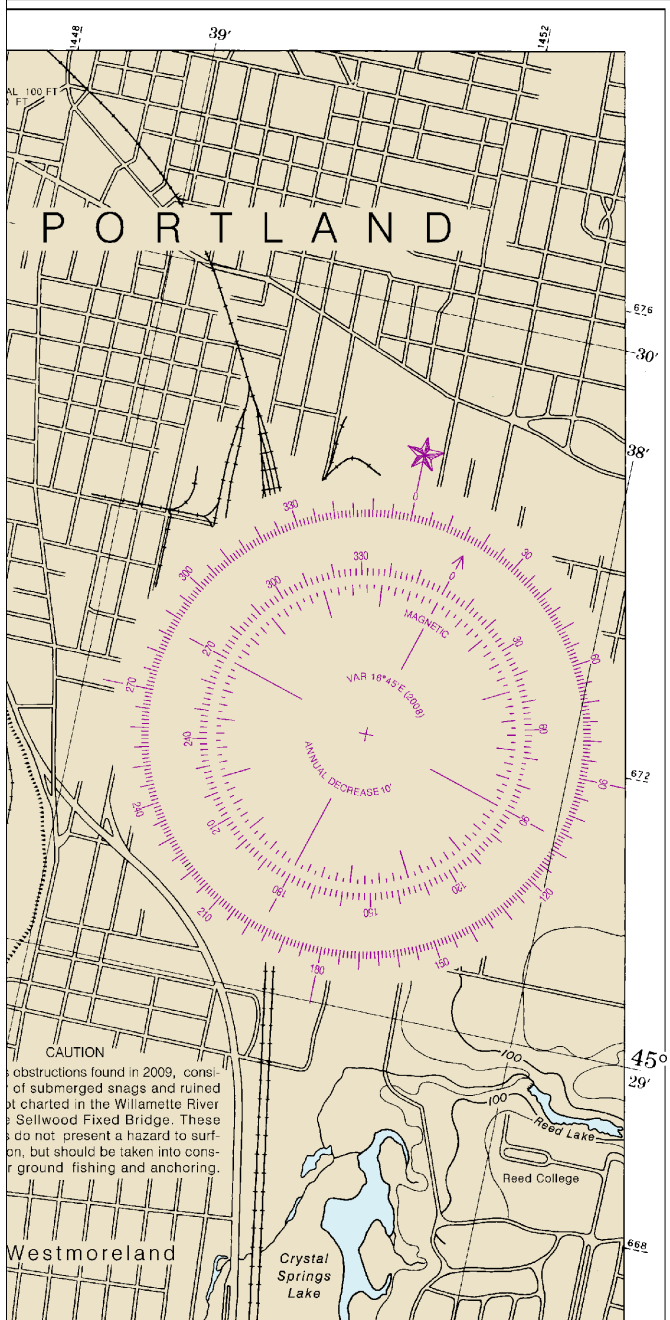 1448
39'
1452
AL 100 FT
FT
PORTLAND
676
30'
38'
0
330
30
300
60
270
90
240
120
210
150
180
0
330
30
300
60
270
90
240
120
210
150
180
MAGNETIC
VAR 16°45'E (2008)
ANNUAL DECREASE 10'
672
CAUTION
s obstructions found in 2009, consi-
of submerged snags and ruined
ot charted in the Willamette River
e Sellwood Fixed Bridge. These
s do not present a hazard to surf-
on, but should be taken into cons-
r ground fishing and anchoring.
100
45°
29'
100
Reed Lake
Reed College
Westmoreland
668
Crystal
Springs
Lake